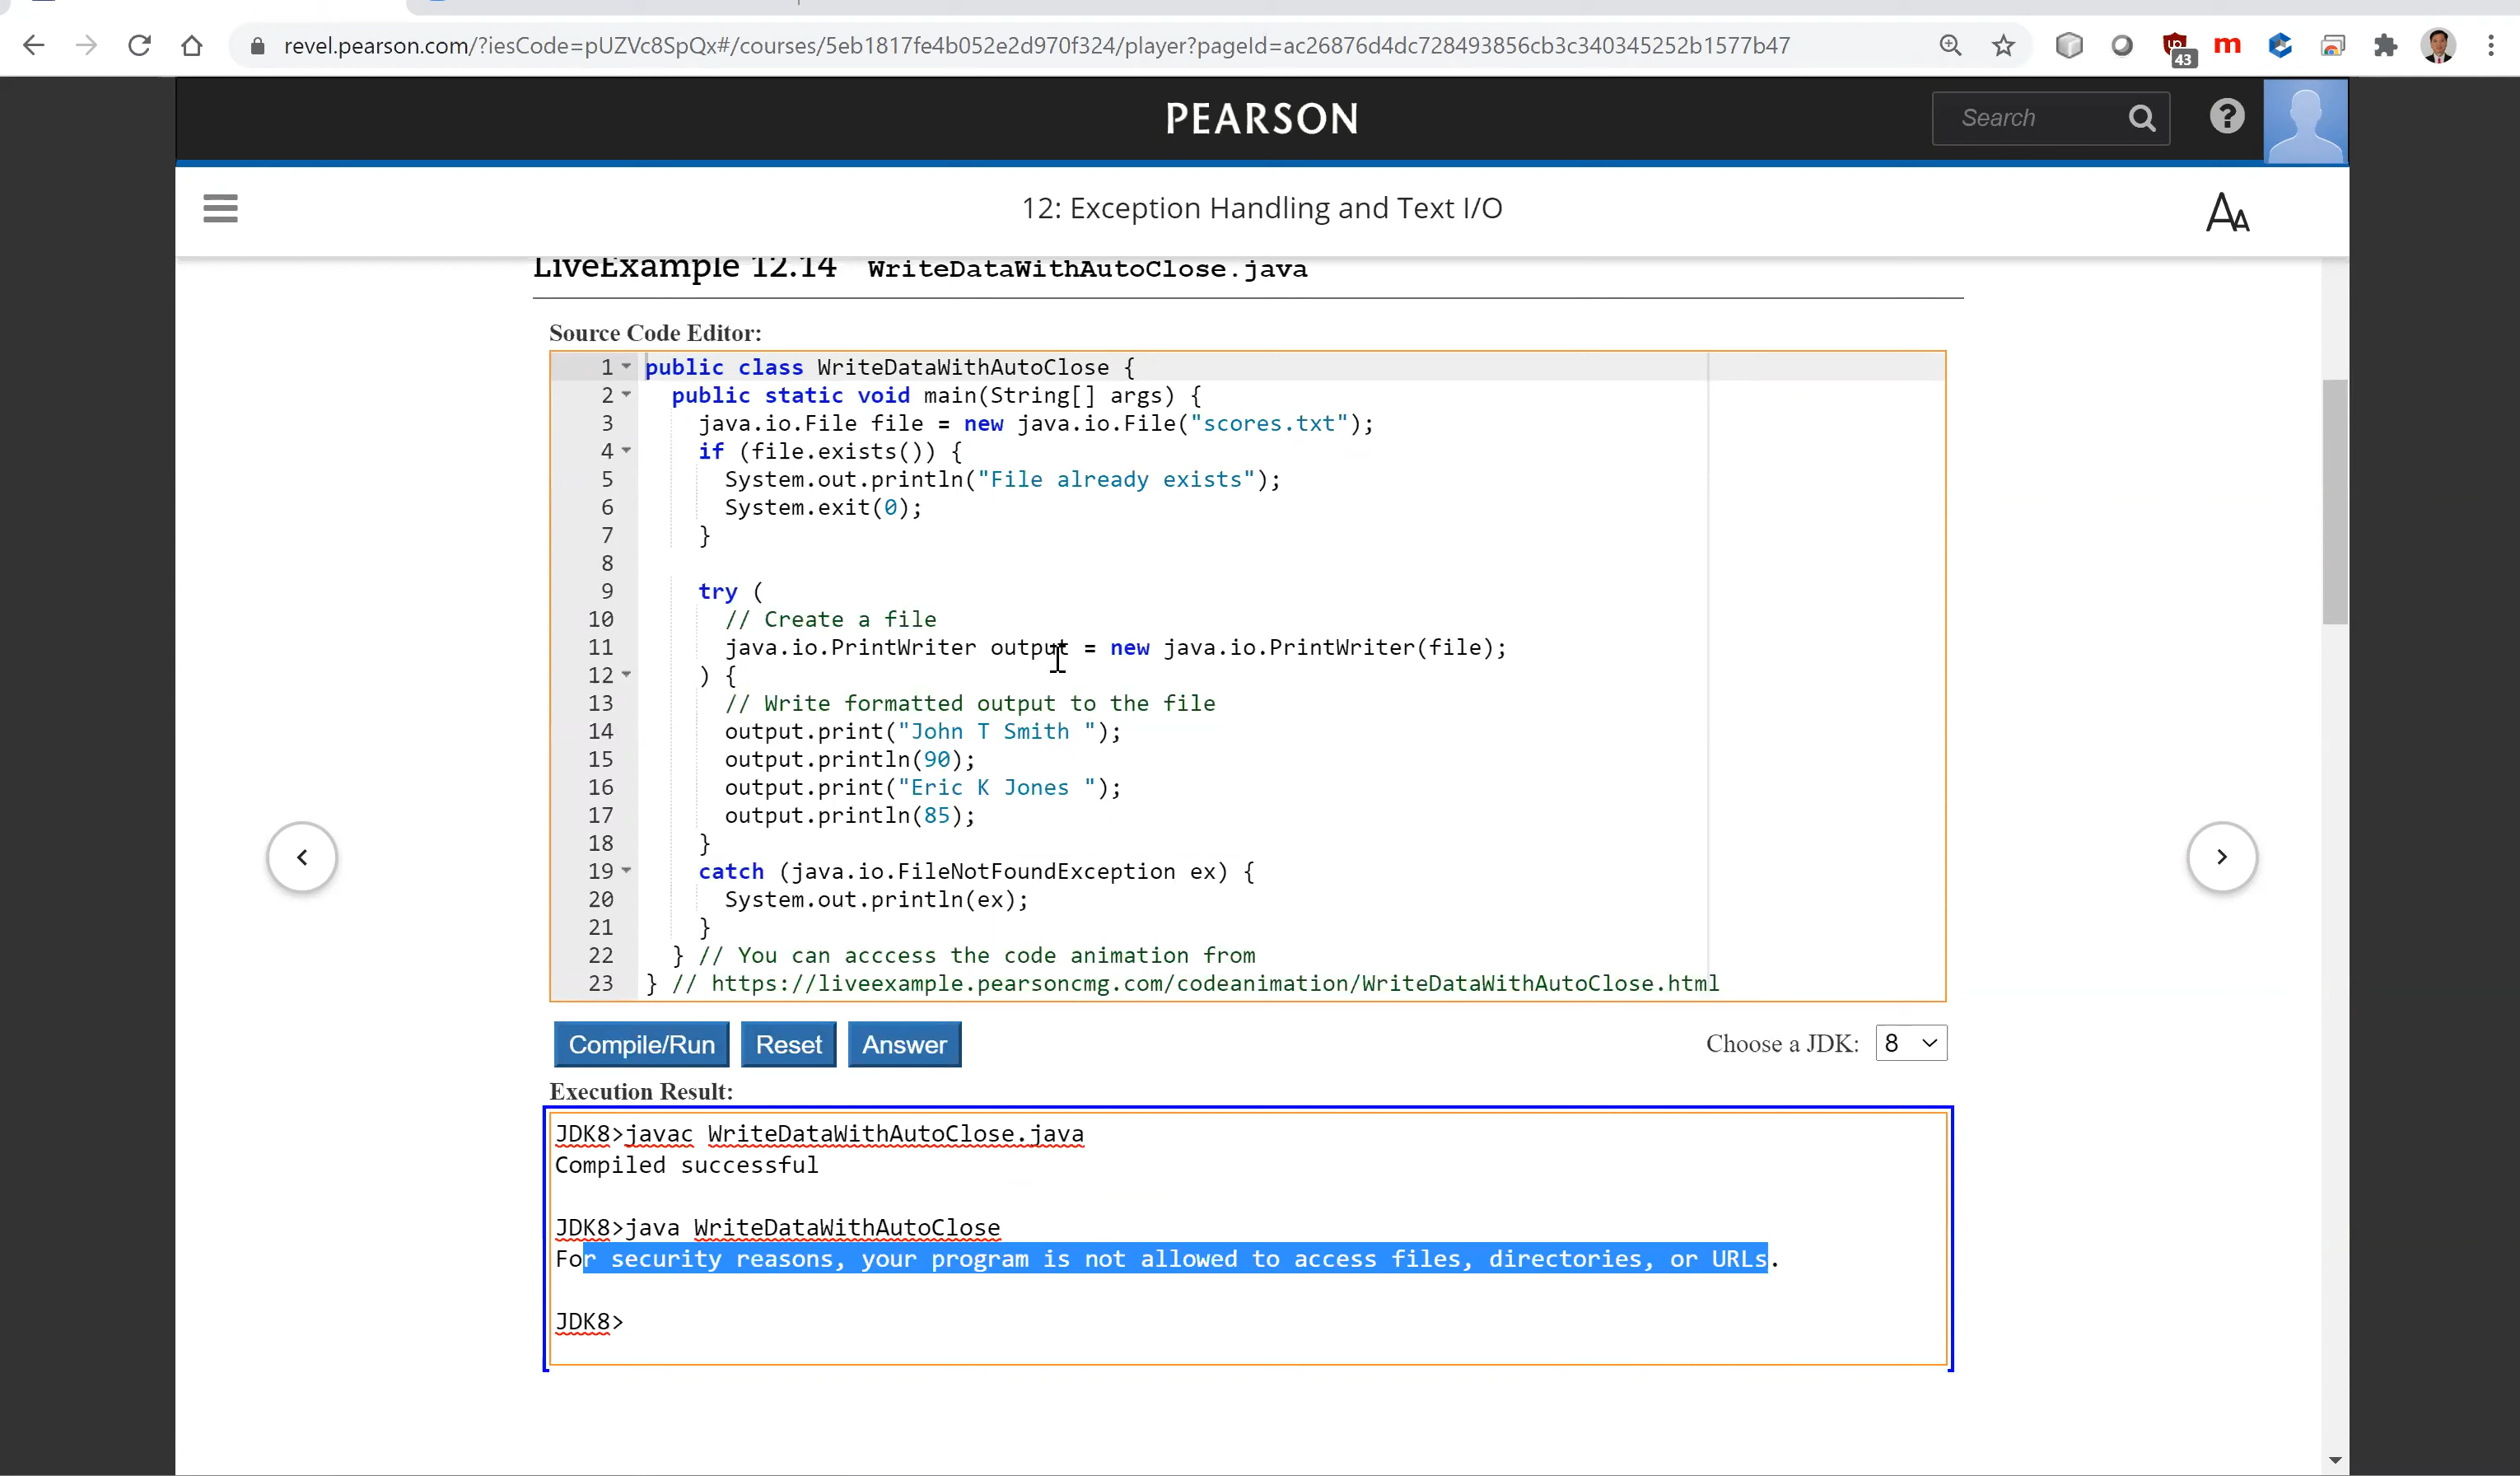 revel.pearson.com/?iesCode=pUZVc8SpQx#/courses/5eb1817fe4b052e2d970f324/player?pageId=ac26876d4dc728493856cb3c340345252b1577b47
43
PEARSON
Search
12: Exception Handling and Text I/O
LiveExample 12.14 WriteDataWithAutoClose.java
Source Code Editor:
1 public class WriteDataWithAutoClose {
2 public static void main(String[] args) {
3 java.io.File file = new java.io.File("scores.txt");
4 if (file.exists()) {
5 System.out.println("File already exists");
6 System.exit(0);
7 }
8
9 try (
10 // Create a file
11 java.io.PrintWriter output = new java.io.PrintWriter(file);
12 ) {
13 // Write formatted output to the file
14 output.print("John T Smith ");
15 output.println(90);
16 output.print("Eric K Jones ");
17 output.println(85);
18 }
19 catch (java.io.FileNotFoundException ex) {
20 System.out.println(ex);
21 }
22 } // You can acccess the code animation from
23 } // https://liveexample.pearsoncmg.com/codeanimation/WriteDataWithAutoClose.html
Compile/Run Reset Answer Choose a JDK: 8
Execution Result:
JDK8>javac WriteDataWithAutoClose.java
Compiled successful
JDK8>java WriteDataWithAutoClose
For security reasons, your program is not allowed to access files, directories, or URLs.
JDK8>